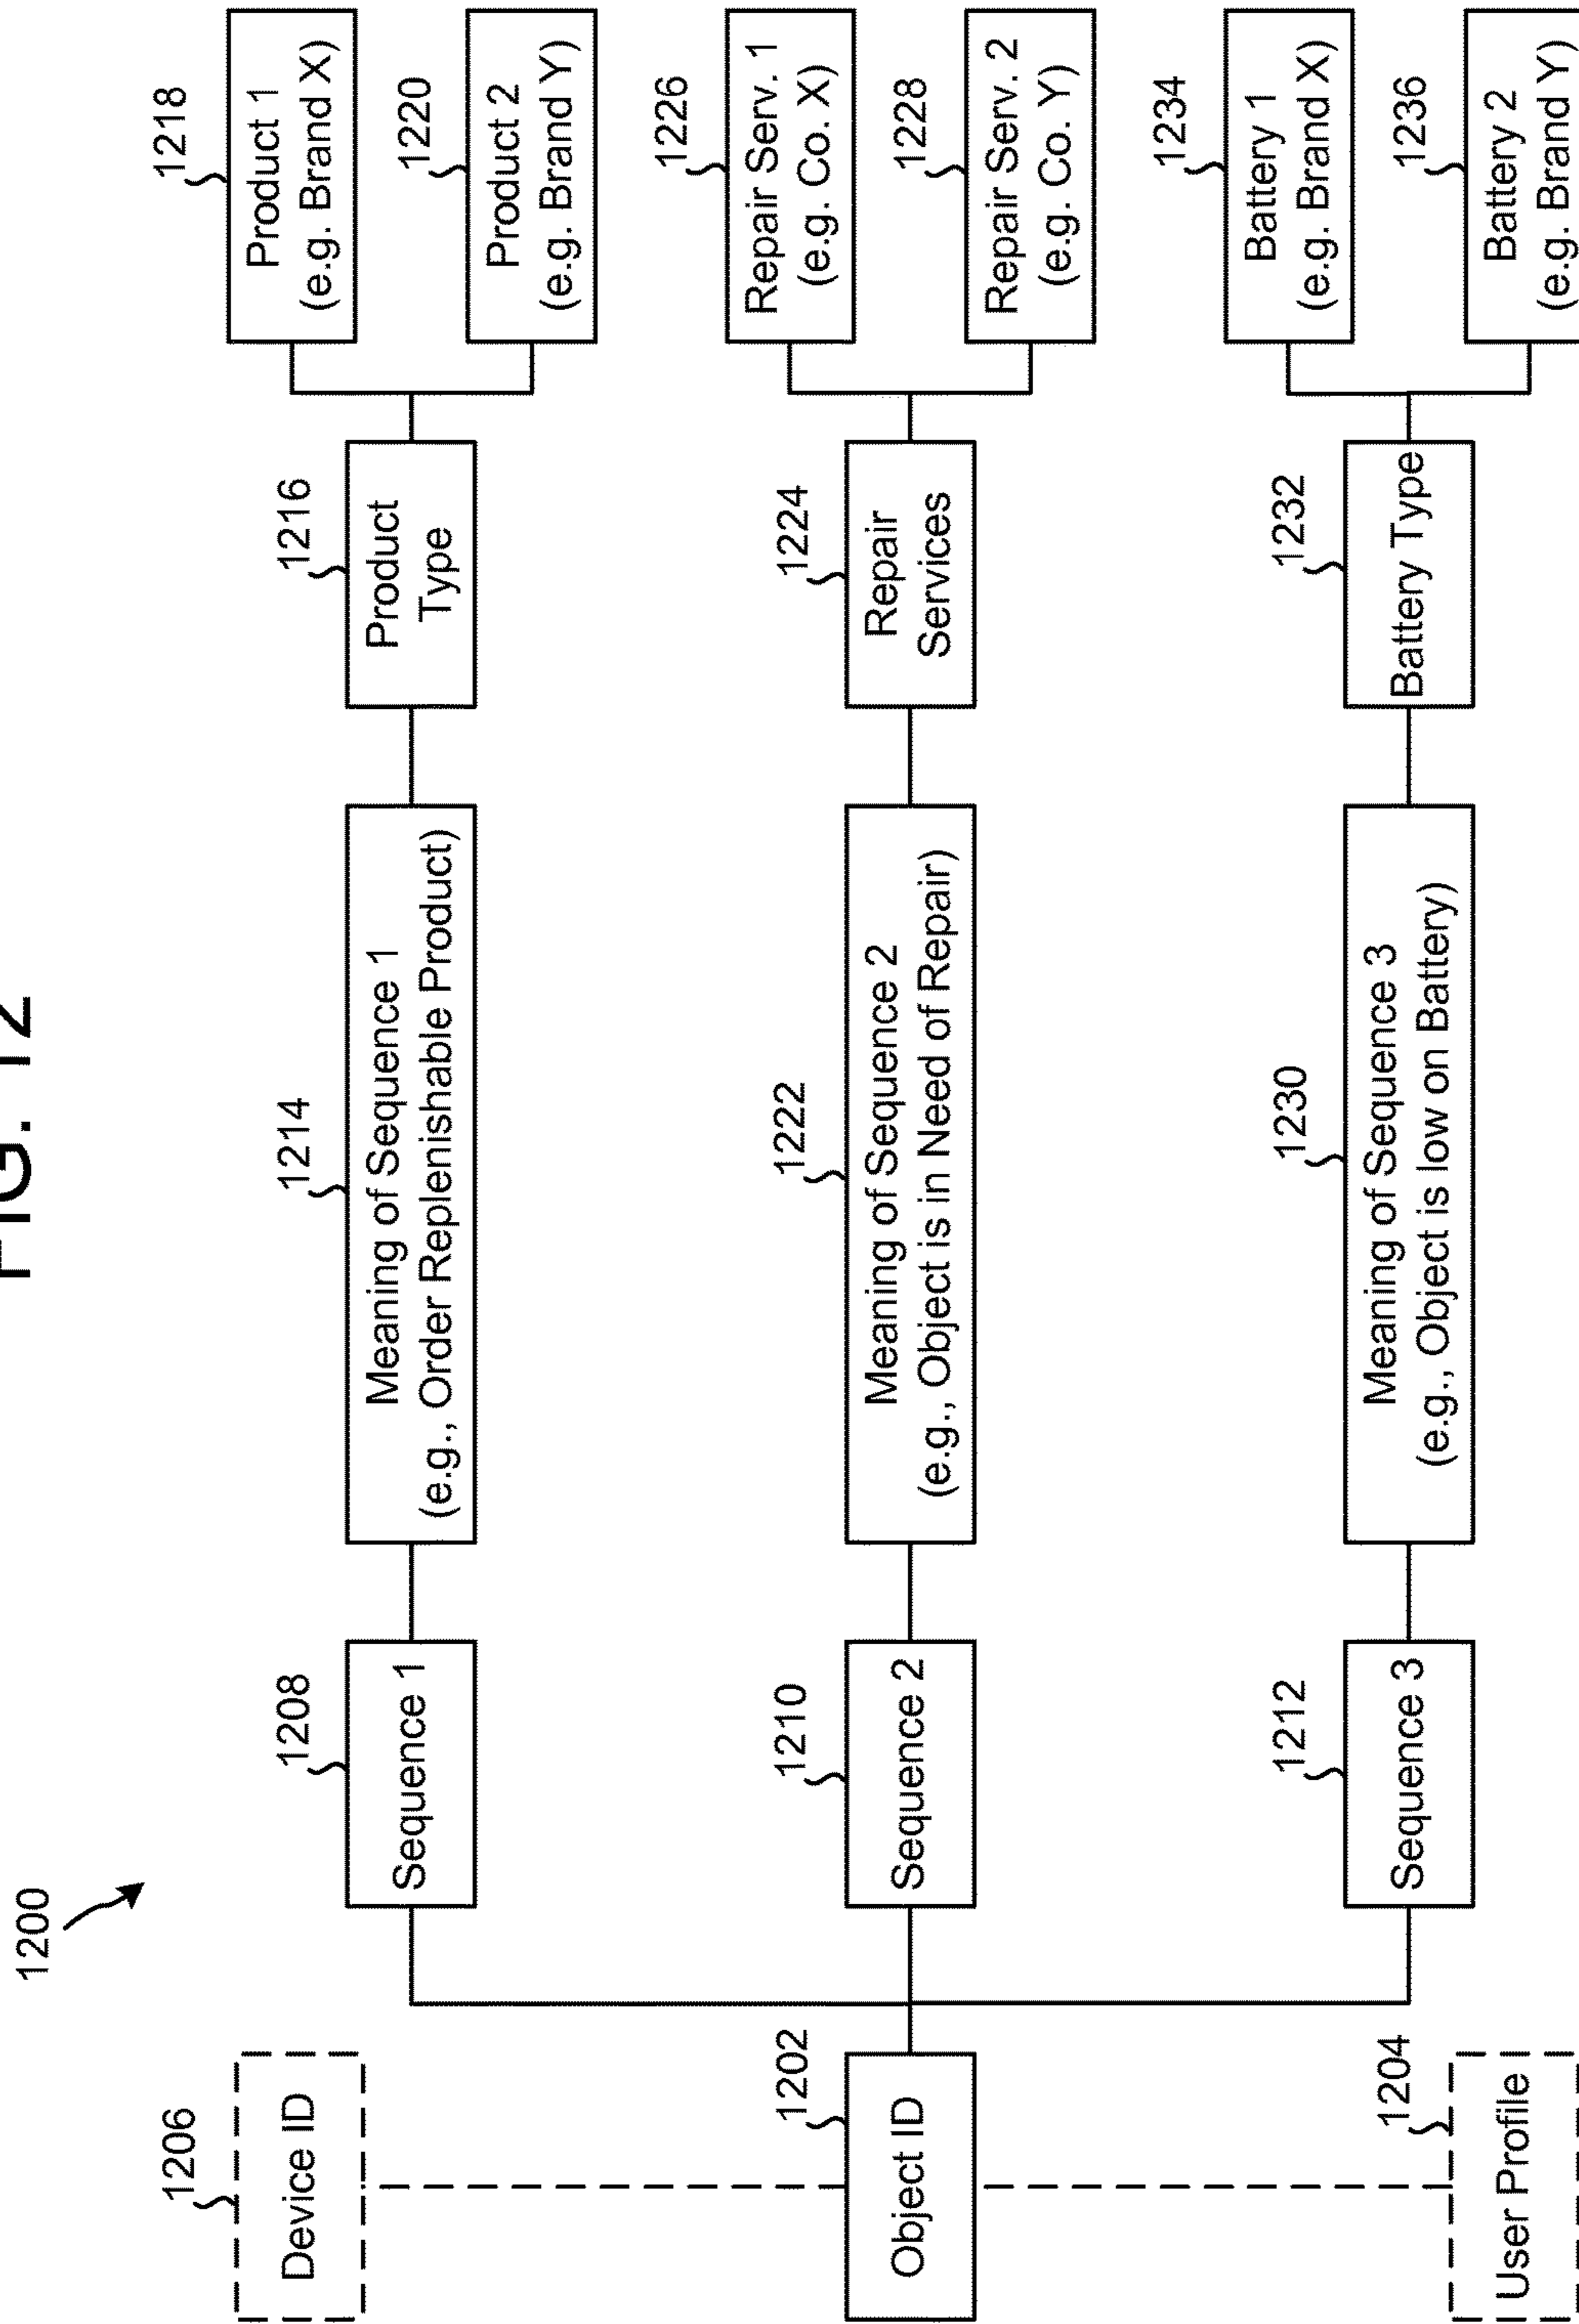 FIG. 12
1200
1206
Device ID
1202
Object ID
1204
User Profile
1208
Sequence 1
1214
Meaning of Sequence 1
(e.g., Order Replenishable Product)
1216
Product
Type
1218
Product 1
(e.g. Brand X)
1220
Product 2
(e.g. Brand Y)
1210
Sequence 2
1222
Meaning of Sequence 2
(e.g., Object is in Need of Repair)
1224
Repair
Services
1226
Repair Serv. 1
(e.g. Co. X)
1228
Repair Serv. 2
(e.g. Co. Y)
1212
Sequence 3
1230
Meaning of Sequence 3
(e.g., Object is low on Battery)
1232
Battery Type
1234
Battery 1
(e.g. Brand X)
1236
Battery 2
(e.g. Brand Y)